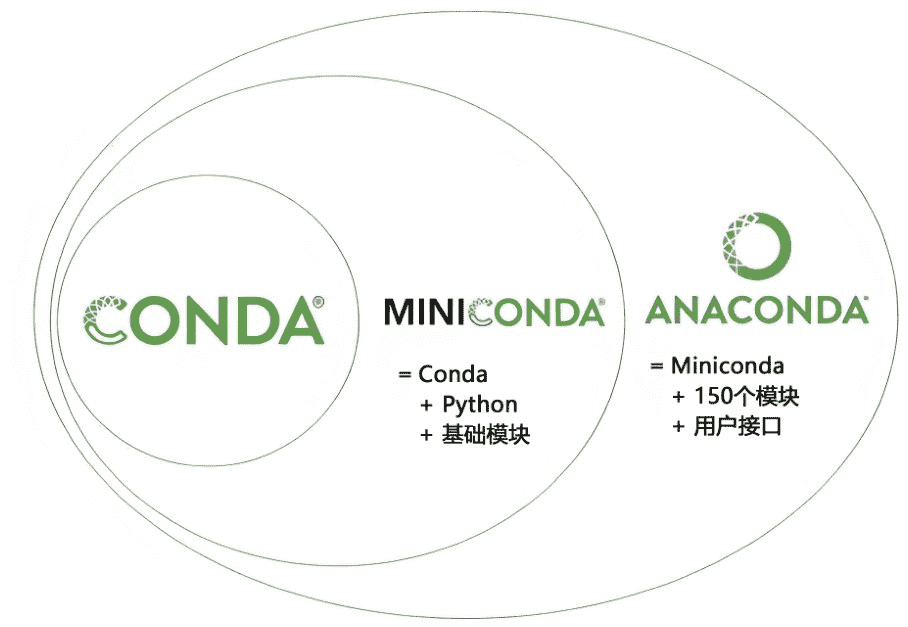 CONDA®
MINICONDA®
= Conda
+ Python
+ 基础模块
ANACONDA®
= Miniconda
+ 150个模块
+ 用户接口